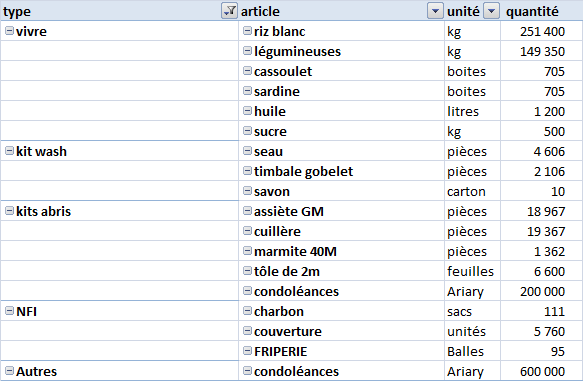 type article unité quantité
vivre riz blanc kg 251 400
légumineuses kg 149 350
cassoulet boites 705
sardine boites 705
huile litres 1 200
sucre kg 500
kit wash seau pièces 4 606
timbale gobelet pièces 2 106
savon carton 10
kits abris assiète GM pièces 18 967
cuillère pièces 19 367
marmite 40M pièces 1 362
tôle de 2m feuilles 6 600
condoléances Ariary 200 000
NFI charbon sacs 111
couverture unités 5 760
FRIPERIE Balles 95
Autres condoléances Ariary 600 000